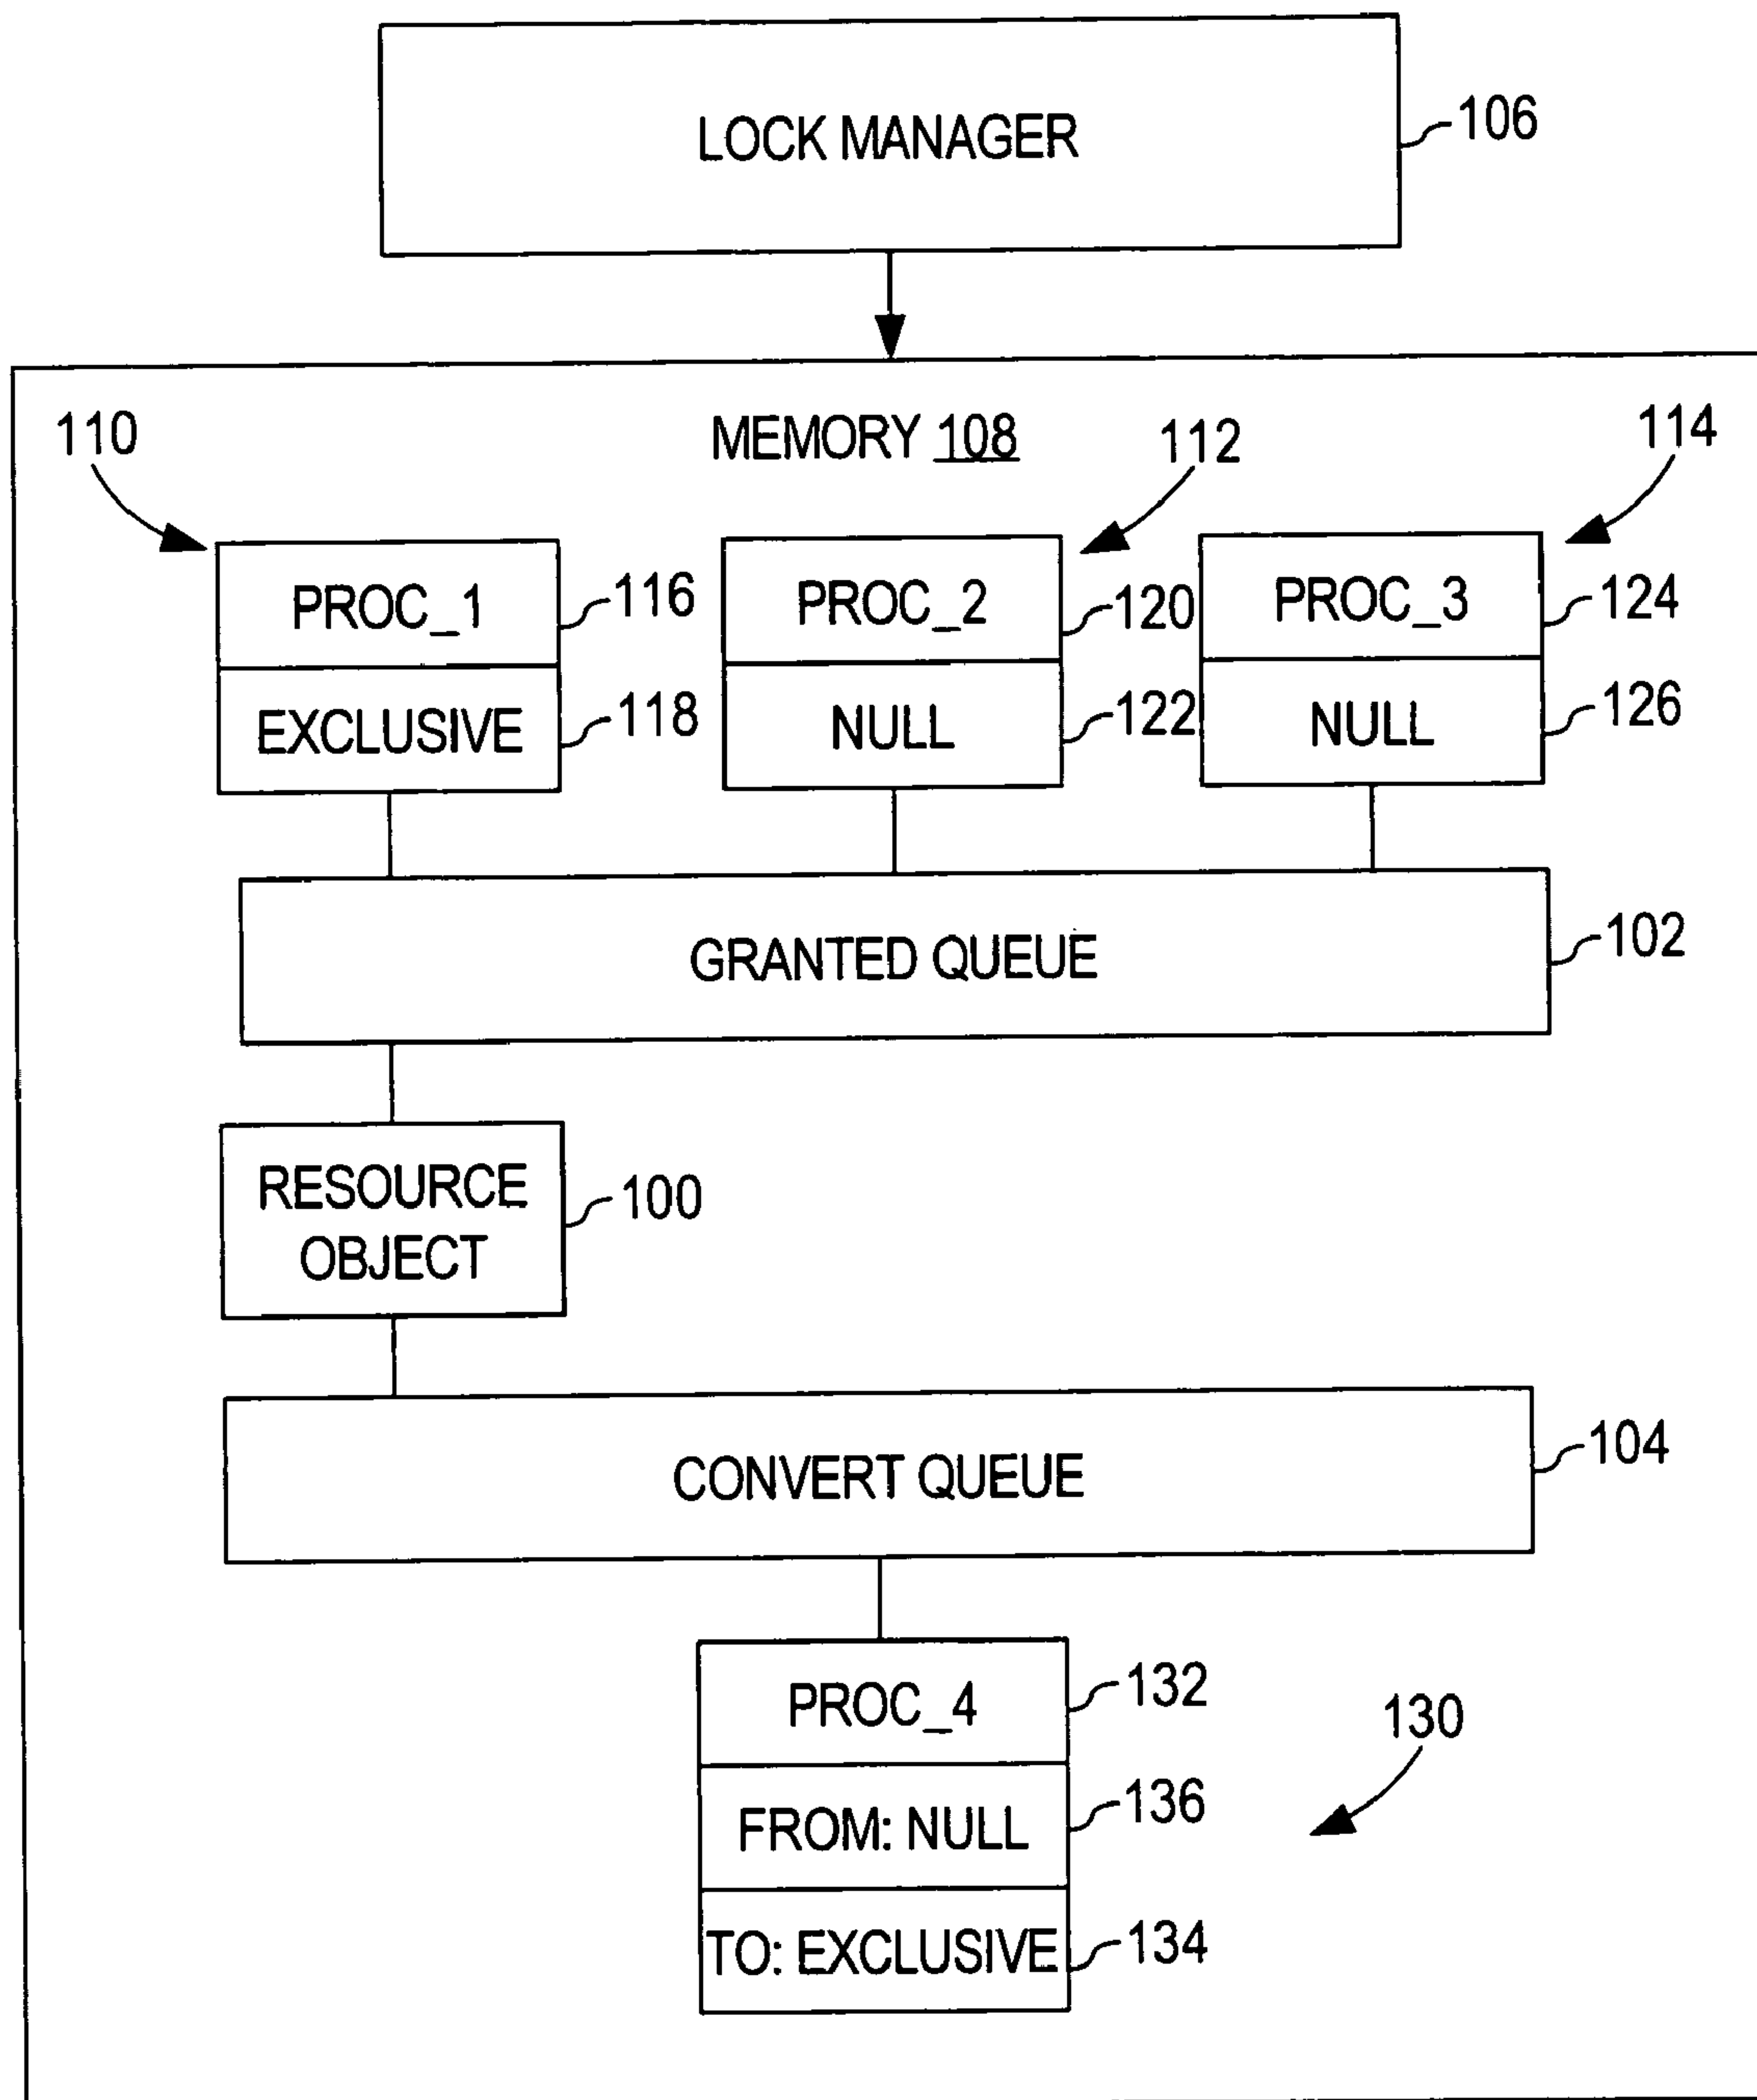 LOCK MANAGER
106
MEMORY 108
110
112
114
PROC_1
116
PROC_2
120
PROC_3
124
EXCLUSIVE
118
NULL
122
NULL
126
GRANTED QUEUE
102
RESOURCE
OBJECT
100
CONVERT QUEUE
104
PROC_4
132
130
FROM: NULL
136
TO: EXCLUSIVE
134